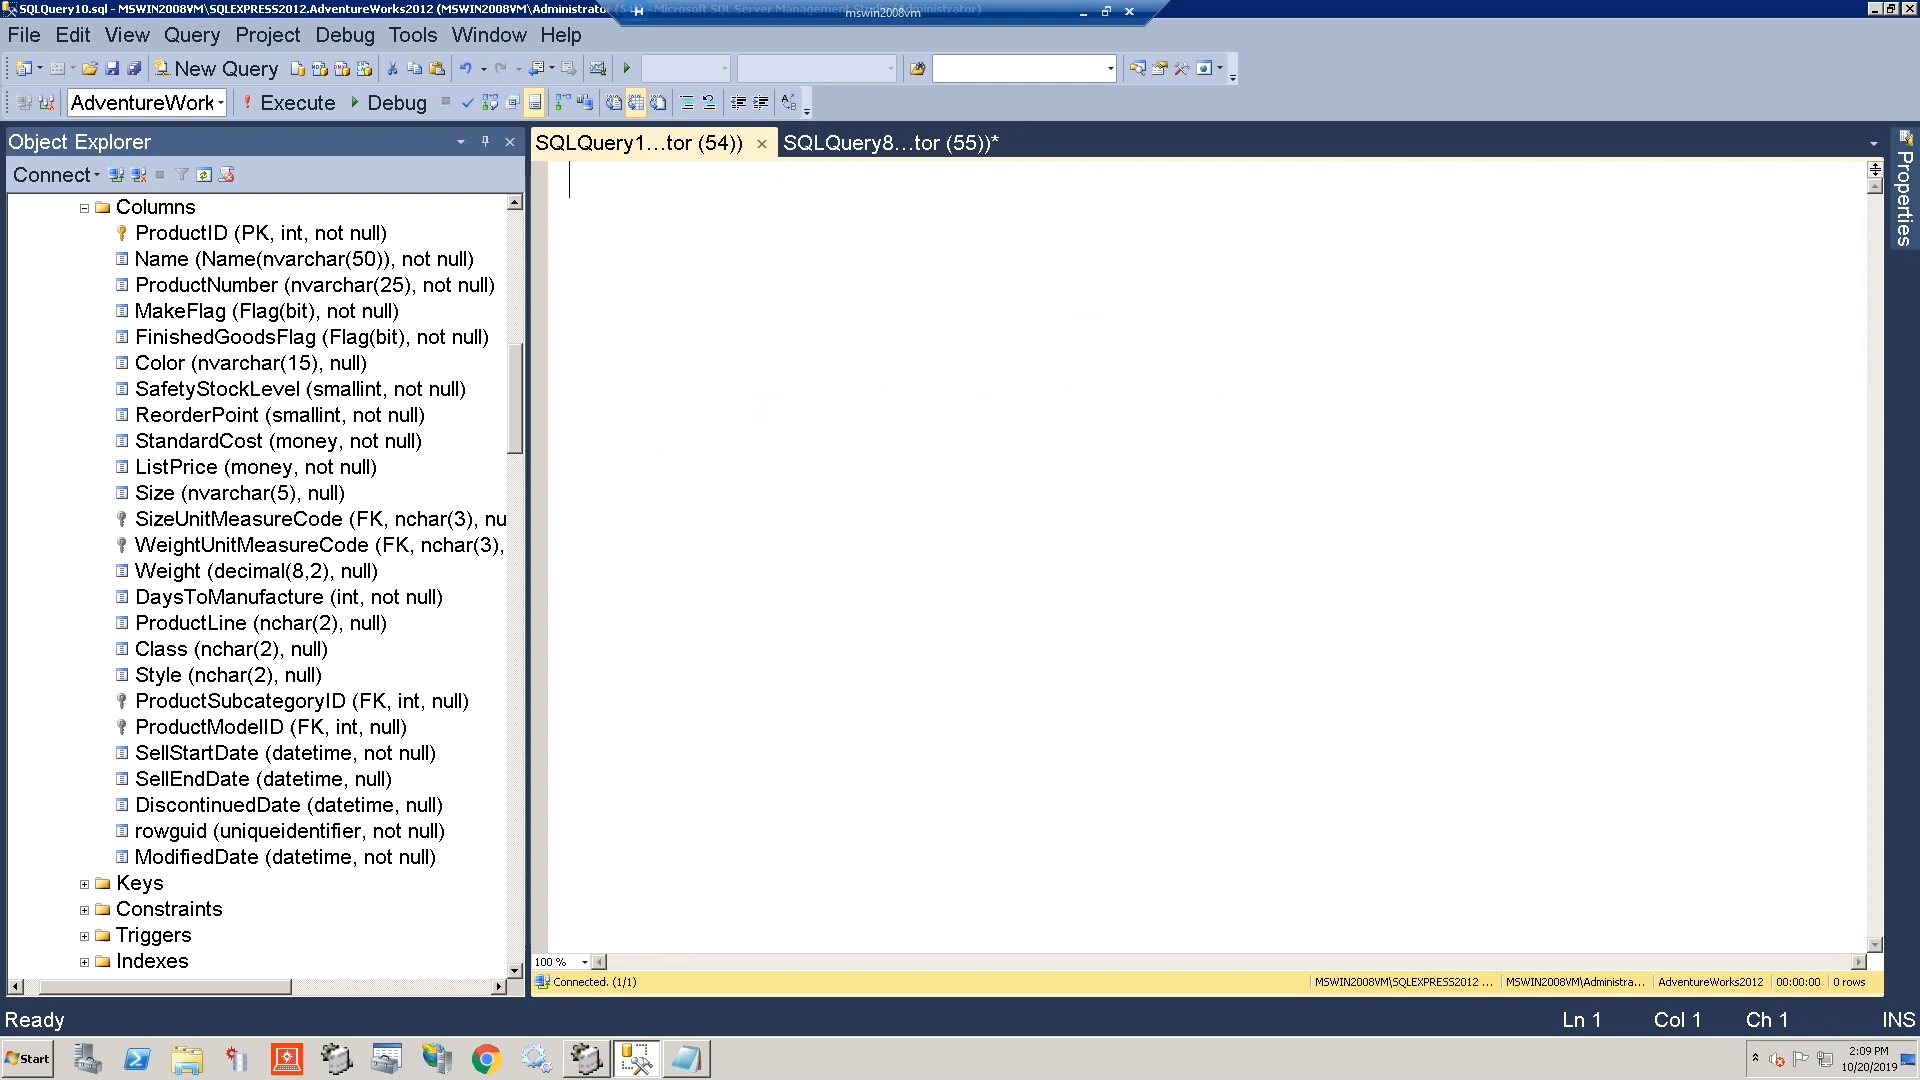 SQLQuery10.sql - MSWIN2008VM\SQLEXPRESS2012.AdventureWorks2012 (MSWIN2008VM\Administrator
mswin2008vm
File Edit View Query Project Debug Tools Window Help
New Query
AdventureWork Execute Debug
Object Explorer
SQLQuery1...tor (54)) SQLQuery8...tor (55))*
Properties
Connect
Columns
ProductID (PK, int, not null)
Name (Name(nvarchar(50)), not null)
ProductNumber (nvarchar(25), not null)
MakeFlag (Flag(bit), not null)
FinishedGoodsFlag (Flag(bit), not null)
Color (nvarchar(15), null)
SafetyStockLevel (smallint, not null)
ReorderPoint (smallint, not null)
StandardCost (money, not null)
ListPrice (money, not null)
Size (nvarchar(5), null)
SizeUnitMeasureCode (FK, nchar(3), nu
WeightUnitMeasureCode (FK, nchar(3),
Weight (decimal(8,2), null)
DaysToManufacture (int, not null)
ProductLine (nchar(2), null)
Class (nchar(2), null)
Style (nchar(2), null)
ProductSubcategoryID (FK, int, null)
ProductModelID (FK, int, null)
SellStartDate (datetime, not null)
SellEndDate (datetime, null)
DiscontinuedDate (datetime, null)
rowguid (uniqueidentifier, not null)
ModifiedDate (datetime, not null)
Keys
Constraints
Triggers
Indexes
100 %
Connected. (1/1) MSWIN2008VM\SQLEXPRESS2012 ... MSWIN2008VM\Administra... AdventureWorks2012 00:00:00 0 rows
Ready Ln 1 Col 1 Ch 1 INS
Start
2:09 PM
10/20/2019